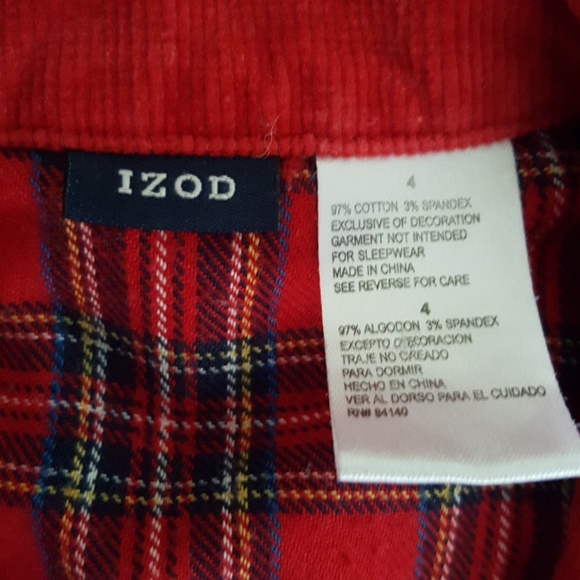 IZOD
4
97% COTTON 3% SPANDEX
EXCLUSIVE OF DECORATION
GARMENT NOT INTENDED
FOR SLEEPWEAR
MADE IN CHINA
SEE REVERSE FOR CARE
4
97% ALGODON 3% SPANDEX
EXCEPTO DECORACION
TRAJE NO CREADO
PARA DORMIR
HECHO EN CHINA
VER AL DORSO PARA EL CUIDADO
RN# 84140